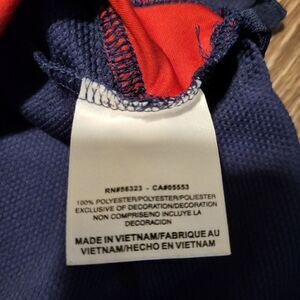 RN#56323 - CA#05553
100% POLYESTER/POLYESTER/POLIESTER
EXCLUSIVE OF DECORATION/DECORATION
NON COMPRISE/NO INCLUYE LA
DECORACION
MADE IN VIETNAM/FABRIQUE AU
VIETNAM/HECHO EN VIETNAM